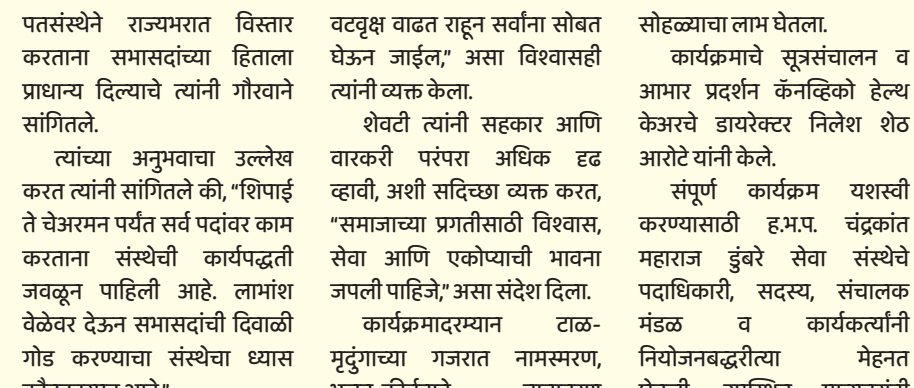 पतसंस्थेने राज्यभरात विस्तार
करताना सभासदांच्या हिताला
प्राधान्य दिल्याचे त्यांनी गौरवाने
सांगितले.
त्यांच्या अनुभवाचा उल्लेख
करत त्यांनी सांगितले की, “शिपाई
ते चेअरमन पर्यंत सर्व पदांवर काम
करताना संस्थेची कार्यपद्धती
जवळून पाहिली आहे. लाभांश
वेळेवर देऊन सभासदांची दिवाळी
गोड करण्याचा संस्थेचा ध्यास
वटवृक्ष वाढत राहून सर्वांना सोबत
घेऊन जाईल,” असा विश्वासही
त्यांनी व्यक्त केला.
शेवटी त्यांनी सहकार आणि
वारकरी परंपरा अधिक दृढ
व्हावी, अशी सदिच्छा व्यक्त करत,
“समाजाच्या प्रगतीसाठी विश्वास,
सेवा आणि एकोप्याची भावना
जपली पाहिजे,” असा संदेश दिला.
कार्यक्रमादरम्यान टाळ-
मृदुंगाच्या गजरात नामस्मरण,
सोहळ्याचा लाभ घेतला.
कार्यक्रमाचे सूत्रसंचालन व
आभार प्रदर्शन कॅनव्हिको हेल्थ
केअरचे डायरेक्टर निलेश शेठ
आरोटे यांनी केले.
संपूर्ण कार्यक्रम यशस्वी
करण्यासाठी ह.भ.प. चंद्रकांत
महाराज डुंबरे सेवा संस्थेचे
पदाधिकारी, सदस्य, संचालक
मंडळ व कार्यकर्त्यांनी
नियोजनबद्धरीत्या मेहनत